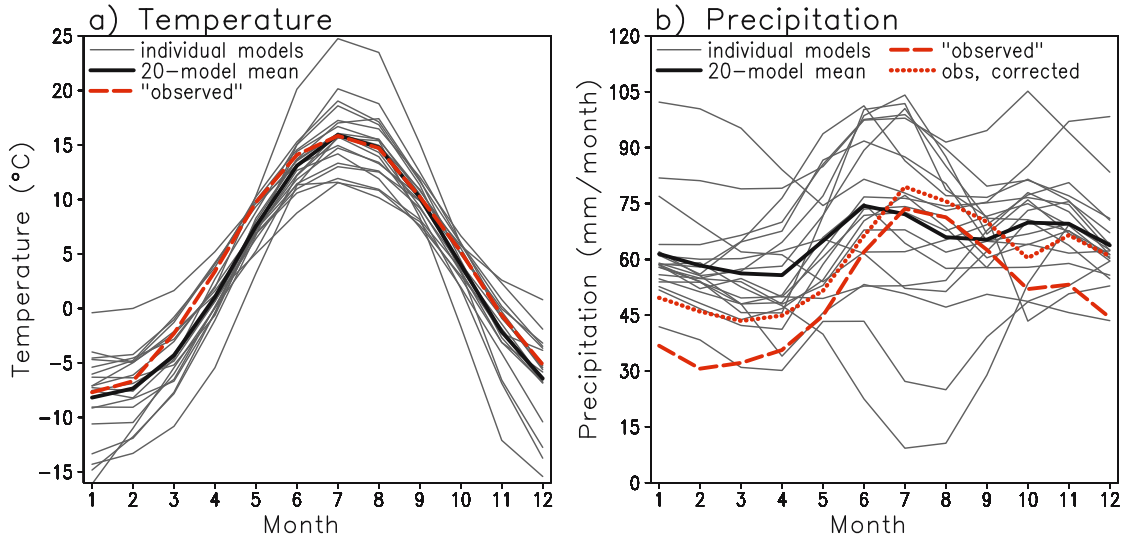 a) Temperature
individual models
20-model mean
"observed"
25
20
15
10
5
0
-5
-10
-15
Temperature (°C)
1 2 3 4 5 6 7 8 9 10 11 12
Month
b) Precipitation
individual models "observed"
20-model mean obs, corrected
120
105
90
75
60
45
30
15
0
Precipitation (mm/month)
1 2 3 4 5 6 7 8 9 10 11 12
Month